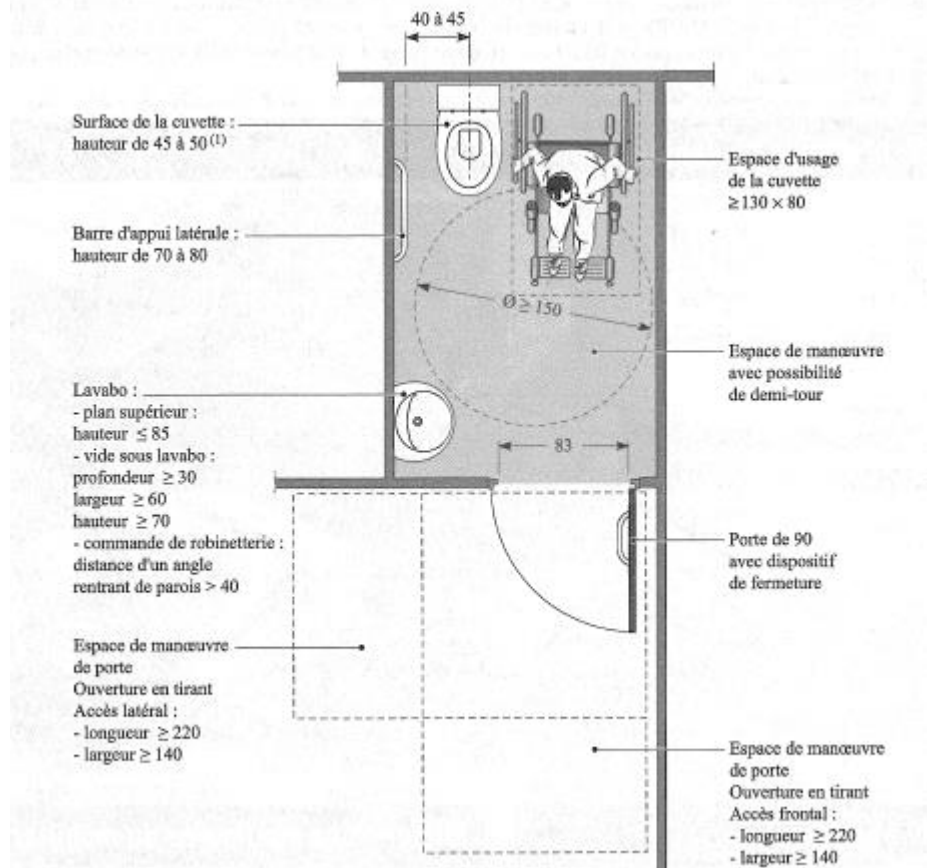 40 à 45
Surface de la cuvette :
hauteur de 45 à 50(1)
Espace d'usage
de la cuvette
≥130 × 80
Barre d'appui latérale :
hauteur de 70 à 80
Ø ≥ 150
Espace de manœuvre
avec possibilité
de demi-tour
Lavabo :
- plan supérieur :
hauteur ≤ 85
- vide sous lavabo :
profondeur ≥ 30
largeur ≥ 60
hauteur ≥ 70
- commande de robinetterie :
distance d'un angle
rentrant de parois > 40
83
Porte de 90
avec dispositif
de fermeture
Espace de manœuvre
de porte
Ouverture en tirant
Accès latéral :
- longueur ≥ 220
- largeur ≥ 140
Espace de manœuvre
de porte
Ouverture en tirant
Accès frontal :
- longueur ≥ 220
- largeur ≥ 140